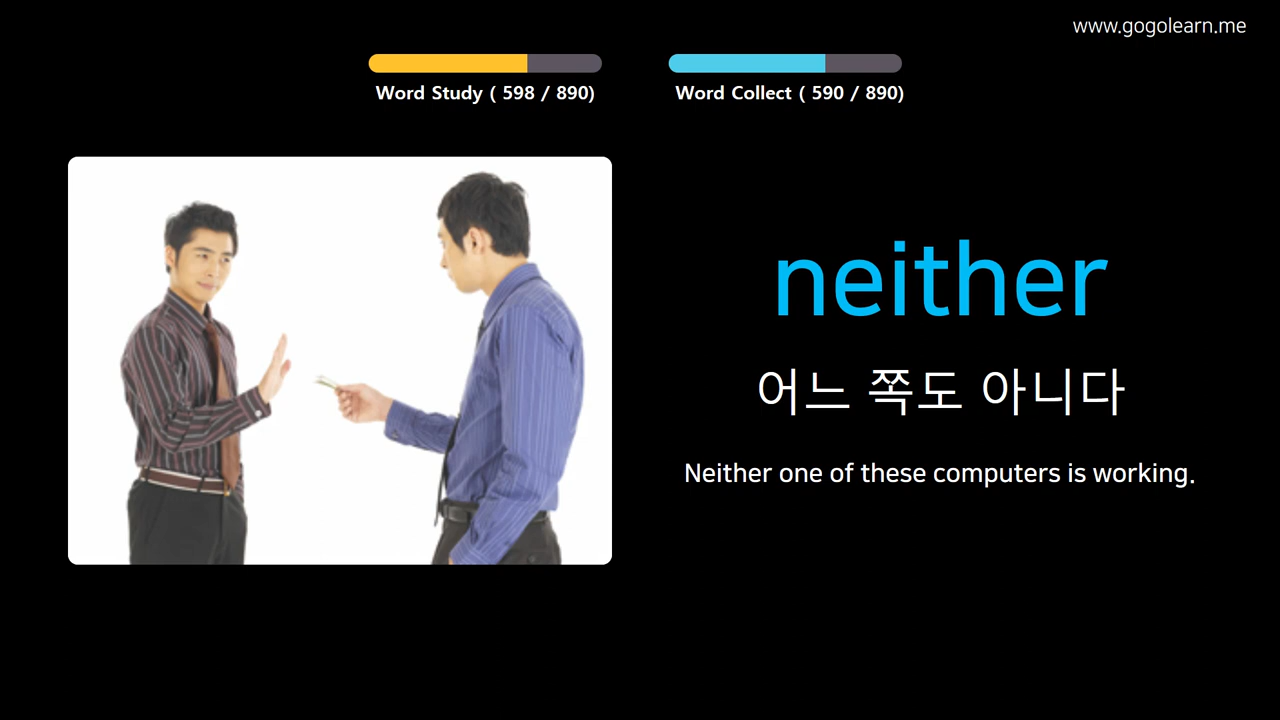 www.gogolearn.me
Word Study ( 598 / 890)
Word Collect ( 590 / 890)
neither
어느 쪽도 아니다
Neither one of these computers is working.